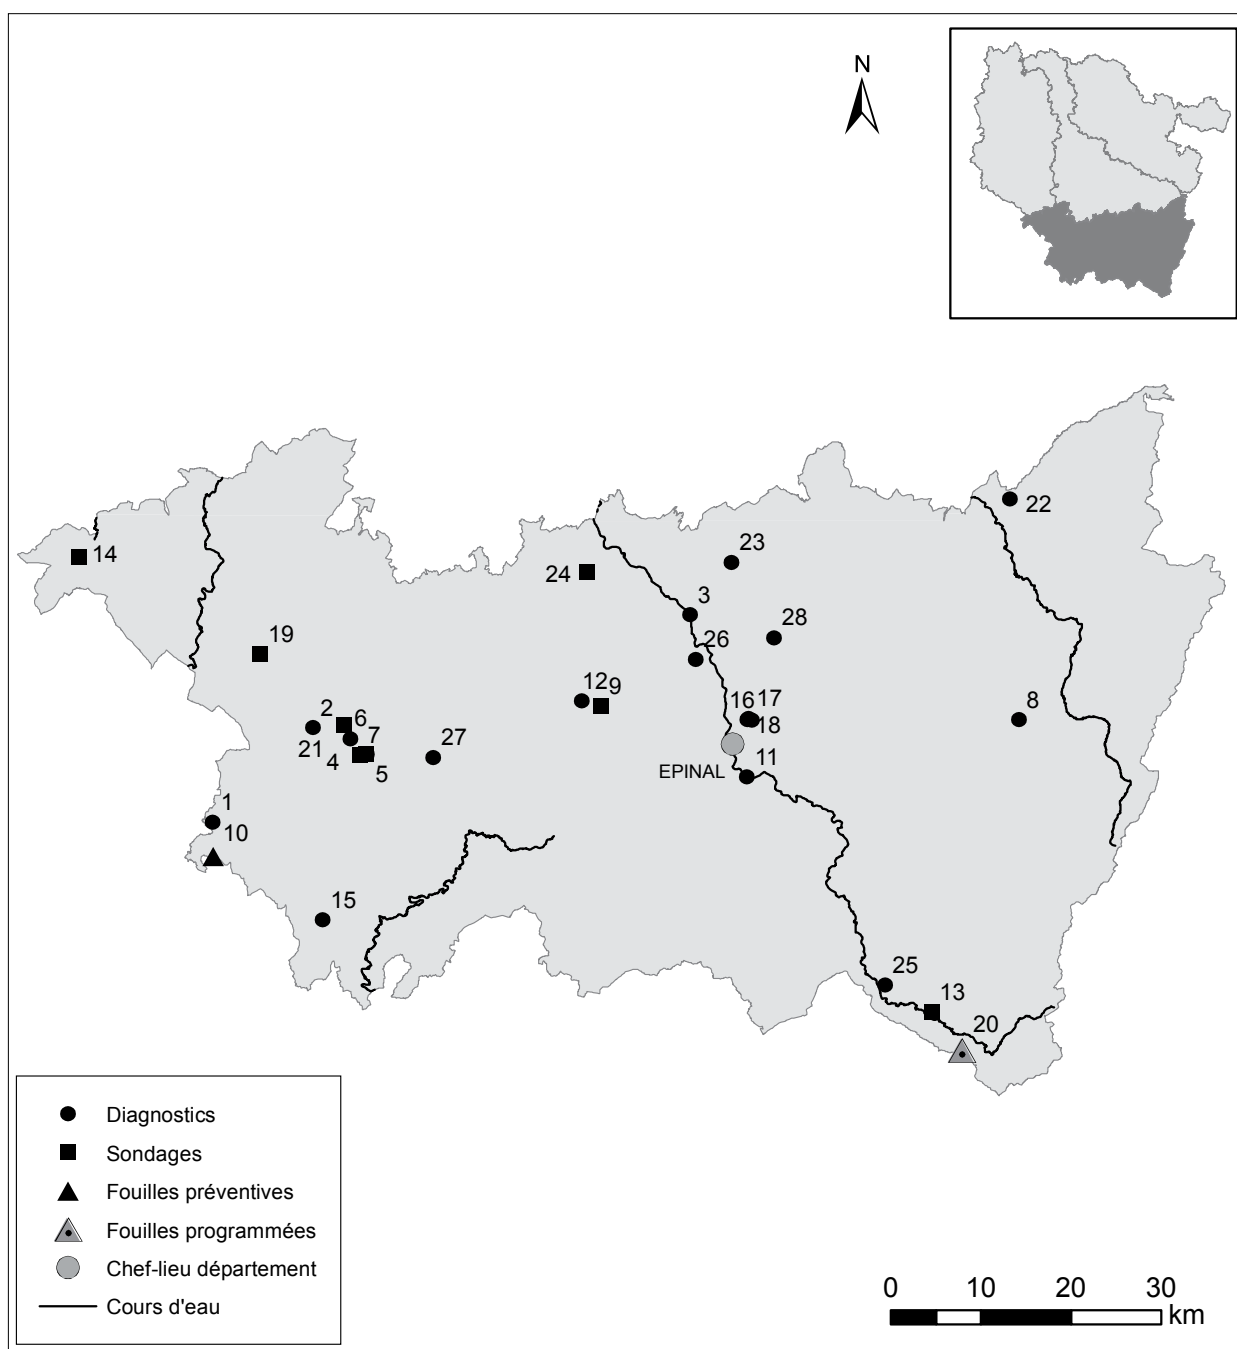 N
22
14
23
24
3
28
19
26
12
9
16
17
2
6
18
8
21
7
27
4
5
EPINAL
11
1
10
15
25
13
20
Diagnostics
Sondages
Fouilles préventives
Fouilles programmées
Chef-lieu département
Cours d'eau
0 10 20 30
km